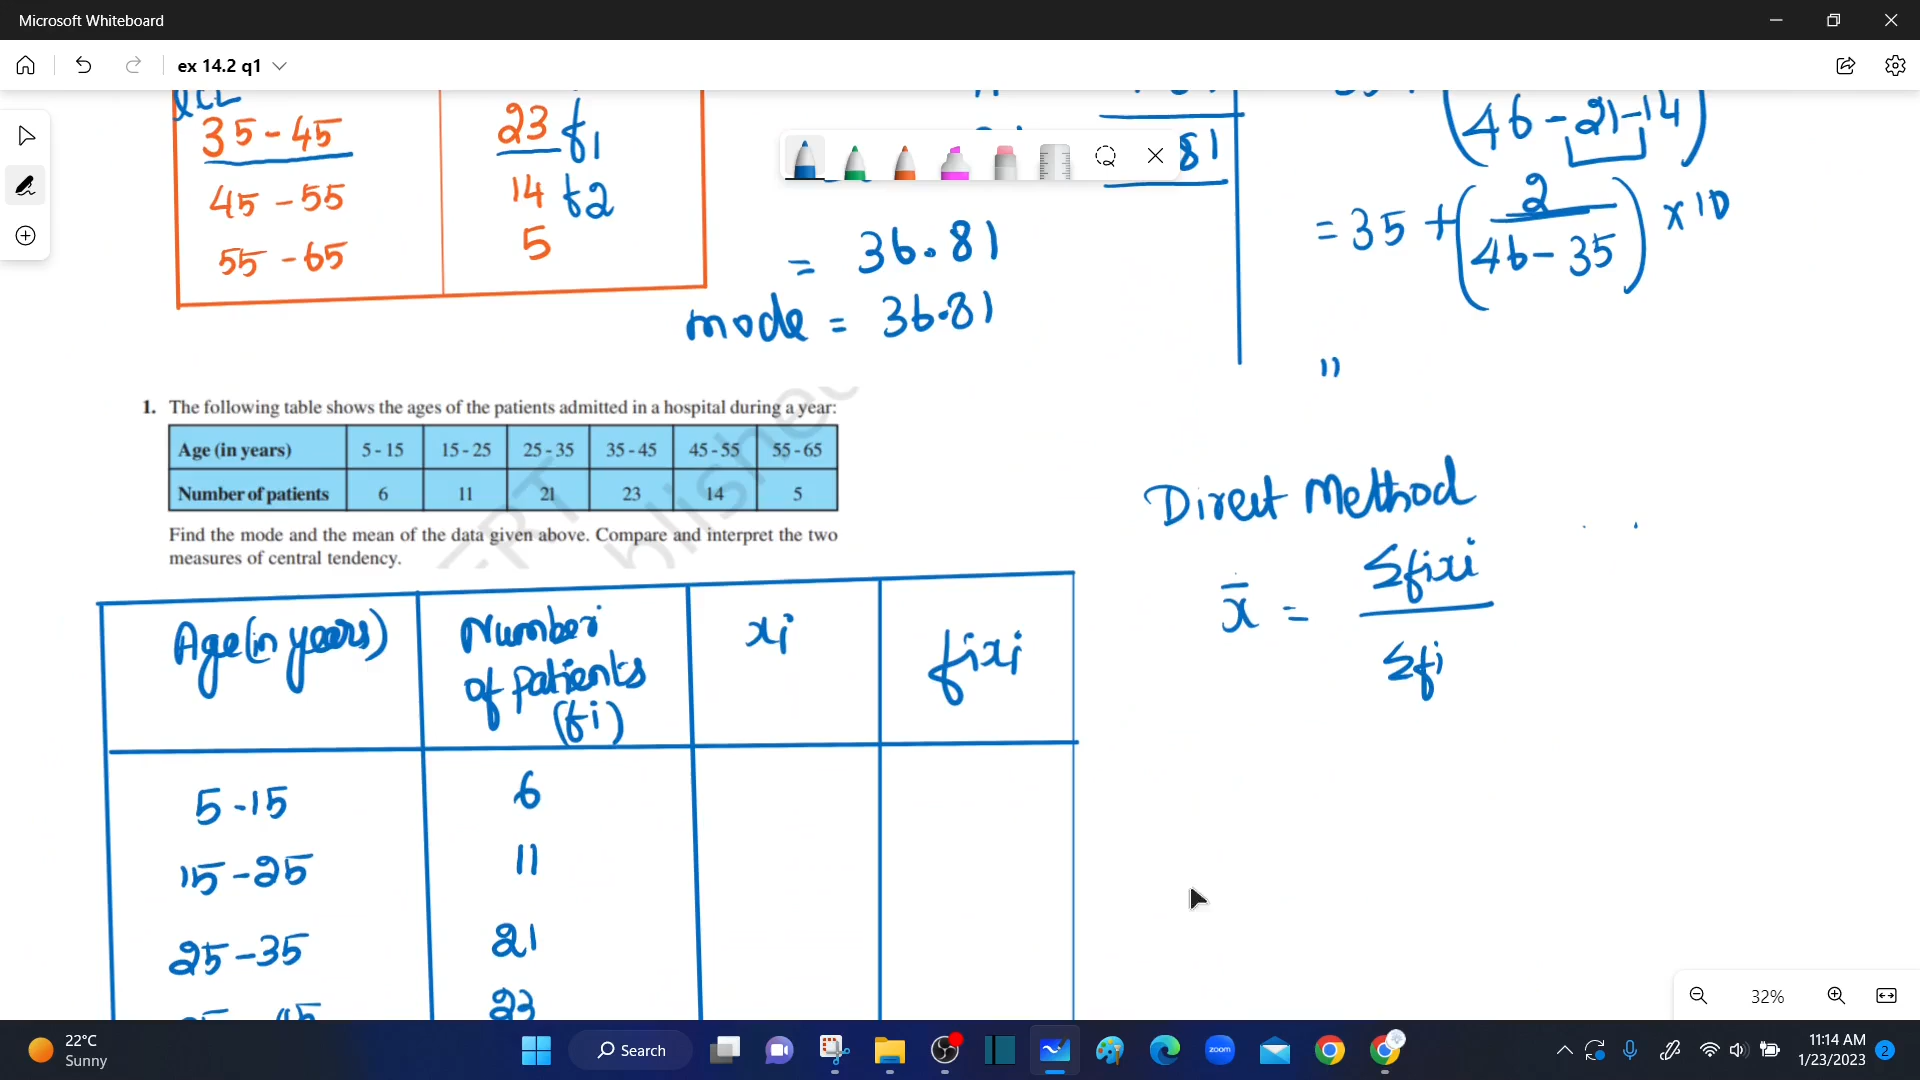 Microsoft Whiteboard
ex 14.2 q1
LCL
35-45 23 f1
45-55 14 f2
55-65 5
81
= 36.81
mode = 36.81
(46-21-14)
= 35 + (2/46-35) x 10
"
1. The following table shows the ages of the patients admitted in a hospital during a year:
Age (in years) 5 - 15 15 - 25 25 - 35 35 - 45 45 - 55 55 - 65
Number of patients 6 11 21 23 14 5
Find the mode and the mean of the data given above. Compare and interpret the two
measures of central tendency.
Direct Method
x̄ = Σfixi
Σfi
Age(in years) Number of patients (fi) xi fixi
5-15 6
15-25 11
25-35 21
23
32%
22°C
Sunny
Search
zoom
11:14 AM
1/23/2023
2